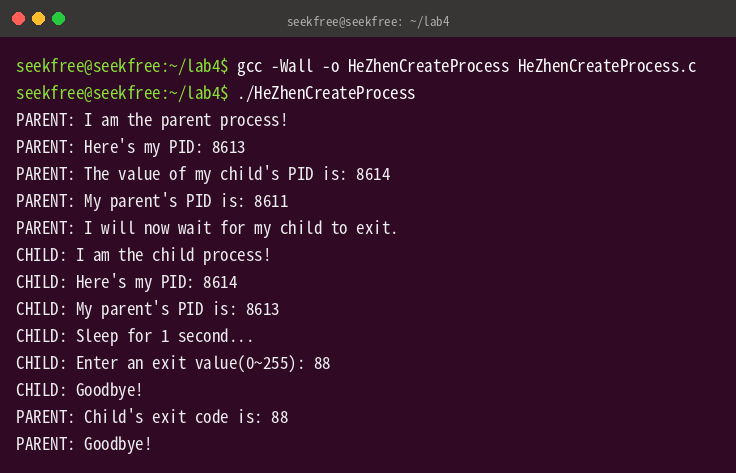 seekfree@seekfree: ~/lab4
seekfree@seekfree:~/lab4$ gcc -Wall -o HeZhenCreateProcess HeZhenCreateProcess.c
seekfree@seekfree:~/lab4$ ./HeZhenCreateProcess
PARENT: I am the parent process!
PARENT: Here's my PID: 8613
PARENT: The value of my child's PID is: 8614
PARENT: My parent's PID is: 8611
PARENT: I will now wait for my child to exit.
CHILD: I am the child process!
CHILD: Here's my PID: 8614
CHILD: My parent's PID is: 8613
CHILD: Sleep for 1 second...
CHILD: Enter an exit value(0~255): 88
CHILD: Goodbye!
PARENT: Child's exit code is: 88
PARENT: Goodbye!